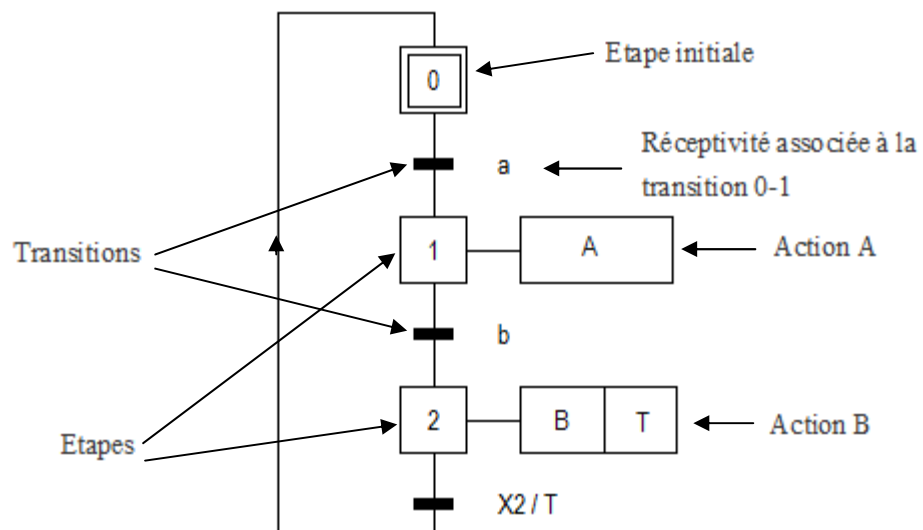 Etape initiale
0
a
Réceptivité associée à la
transition 0-1
Transitions
1
A
Action A
b
Etapes
2
B
T
Action B
X2 / T